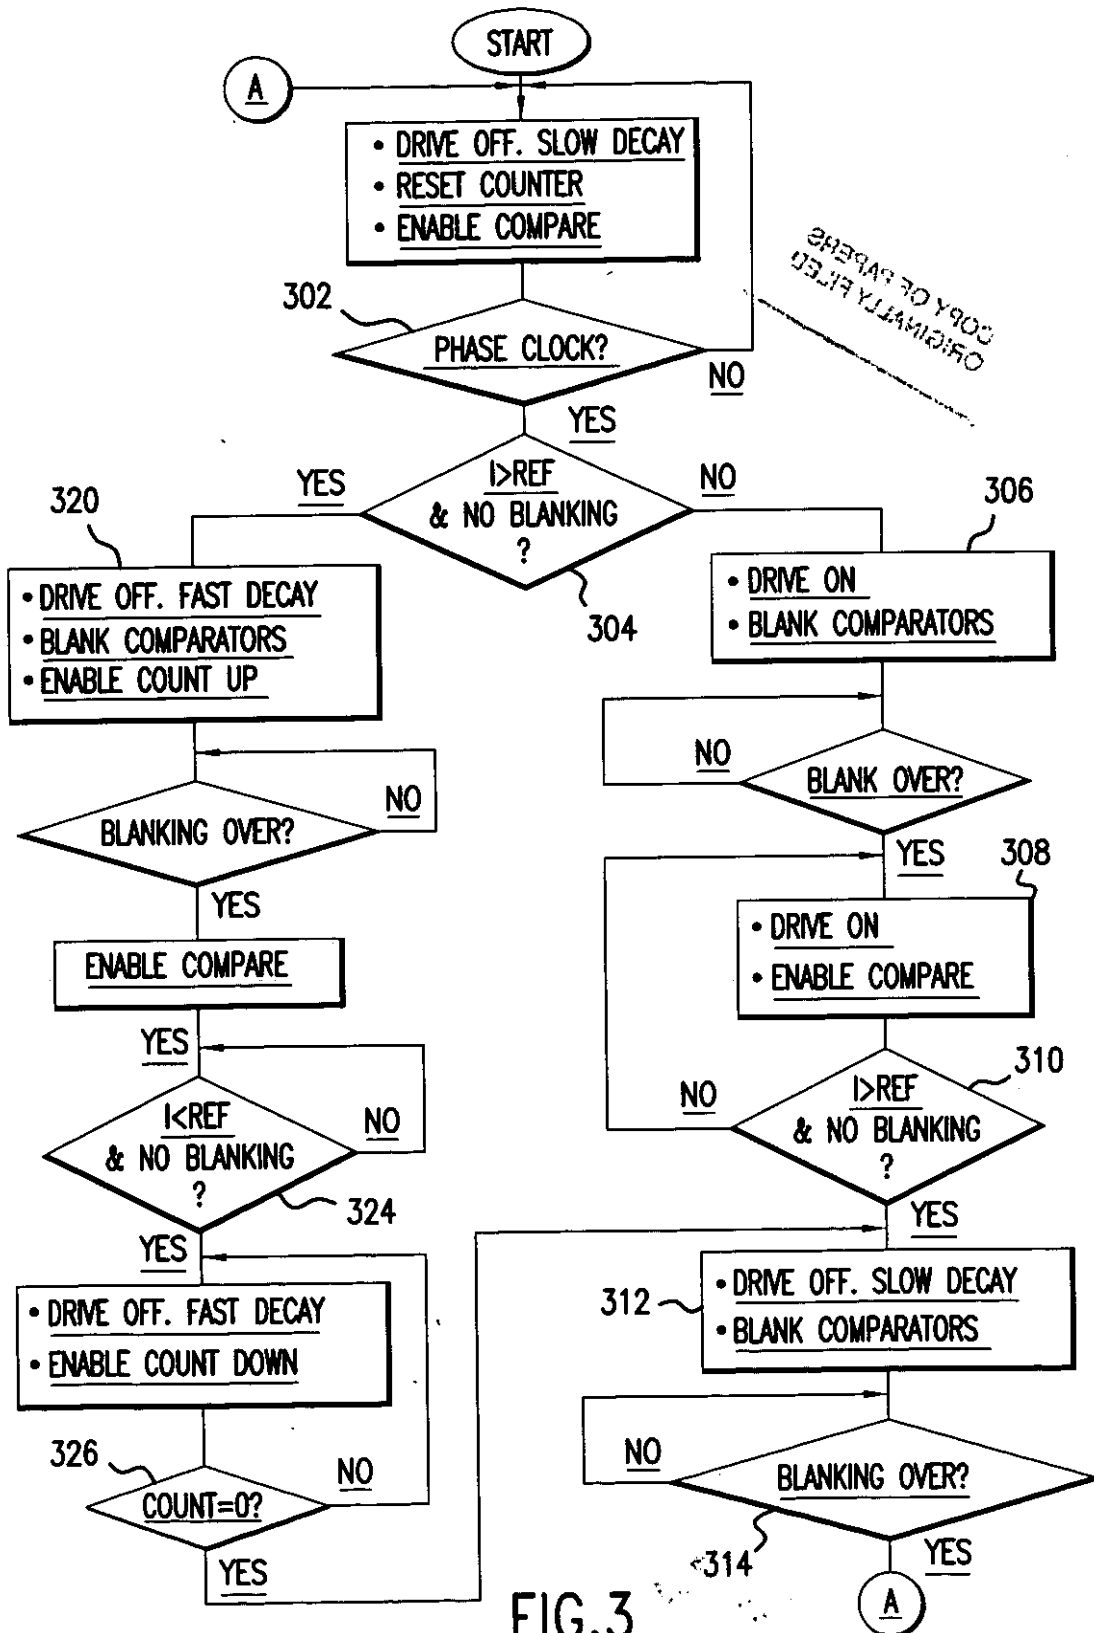 START
A
• DRIVE OFF. SLOW DECAY
• RESET COUNTER
• ENABLE COMPARE
COPY OF PAPERS
ORIGINALLY FILED
302
PHASE CLOCK?
NO
YES
I>REF
& NO BLANKING
?
YES
NO
304
320
• DRIVE OFF. FAST DECAY
• BLANK COMPARATORS
• ENABLE COUNT UP
306
• DRIVE ON
• BLANK COMPARATORS
BLANKING OVER?
NO
YES
BLANK OVER?
NO
YES
ENABLE COMPARE
YES
308
• DRIVE ON
• ENABLE COMPARE
I<REF
& NO BLANKING
?
NO
324
YES
310
I>REF
& NO BLANKING
?
NO
YES
• DRIVE OFF. FAST DECAY
• ENABLE COUNT DOWN
312
• DRIVE OFF. SLOW DECAY
• BLANK COMPARATORS
326
COUNT=0?
NO
YES
BLANKING OVER?
NO
314
YES
A
FIG.3